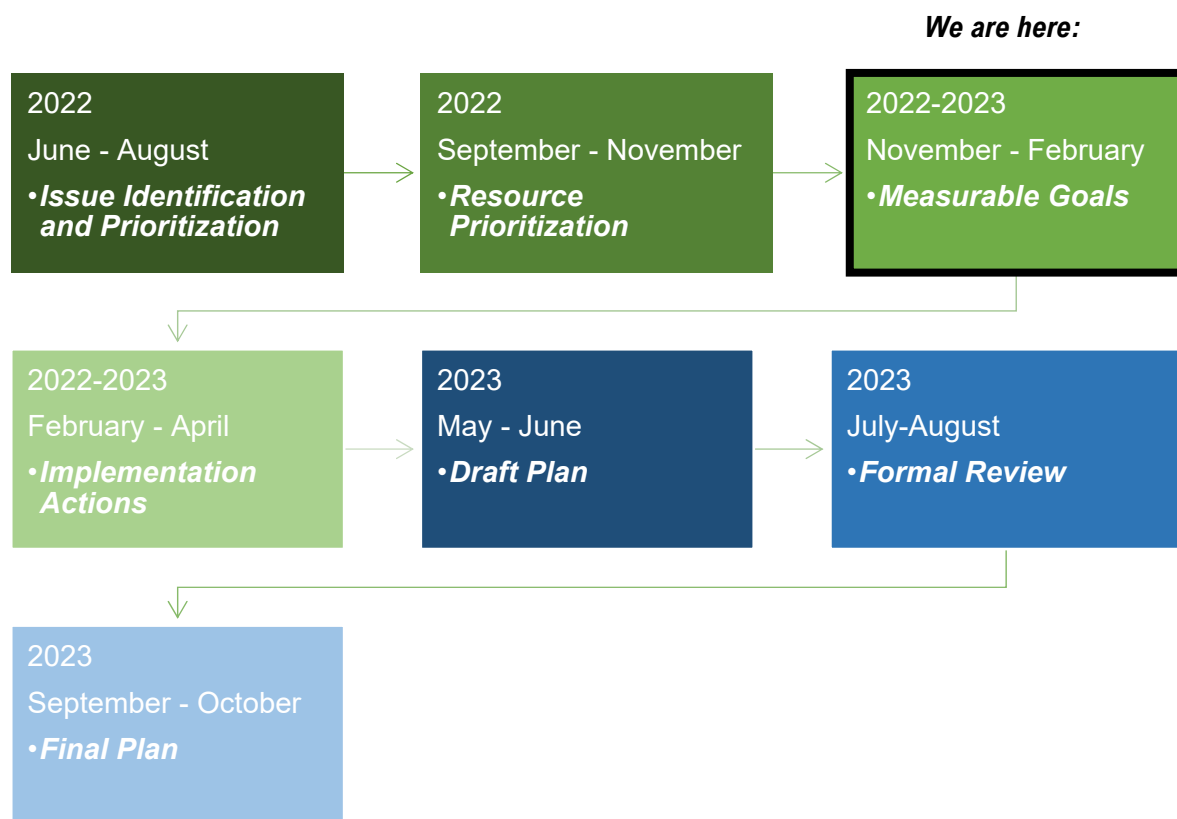 We are here:
2022
June - August
•Issue Identification
and Prioritization
2022
September - November
•Resource
Prioritization
2022-2023
November - February
•Measurable Goals
2022-2023
February - April
•Implementation
Actions
2023
May - June
•Draft Plan
2023
July-August
•Formal Review
2023
September - October
•Final Plan